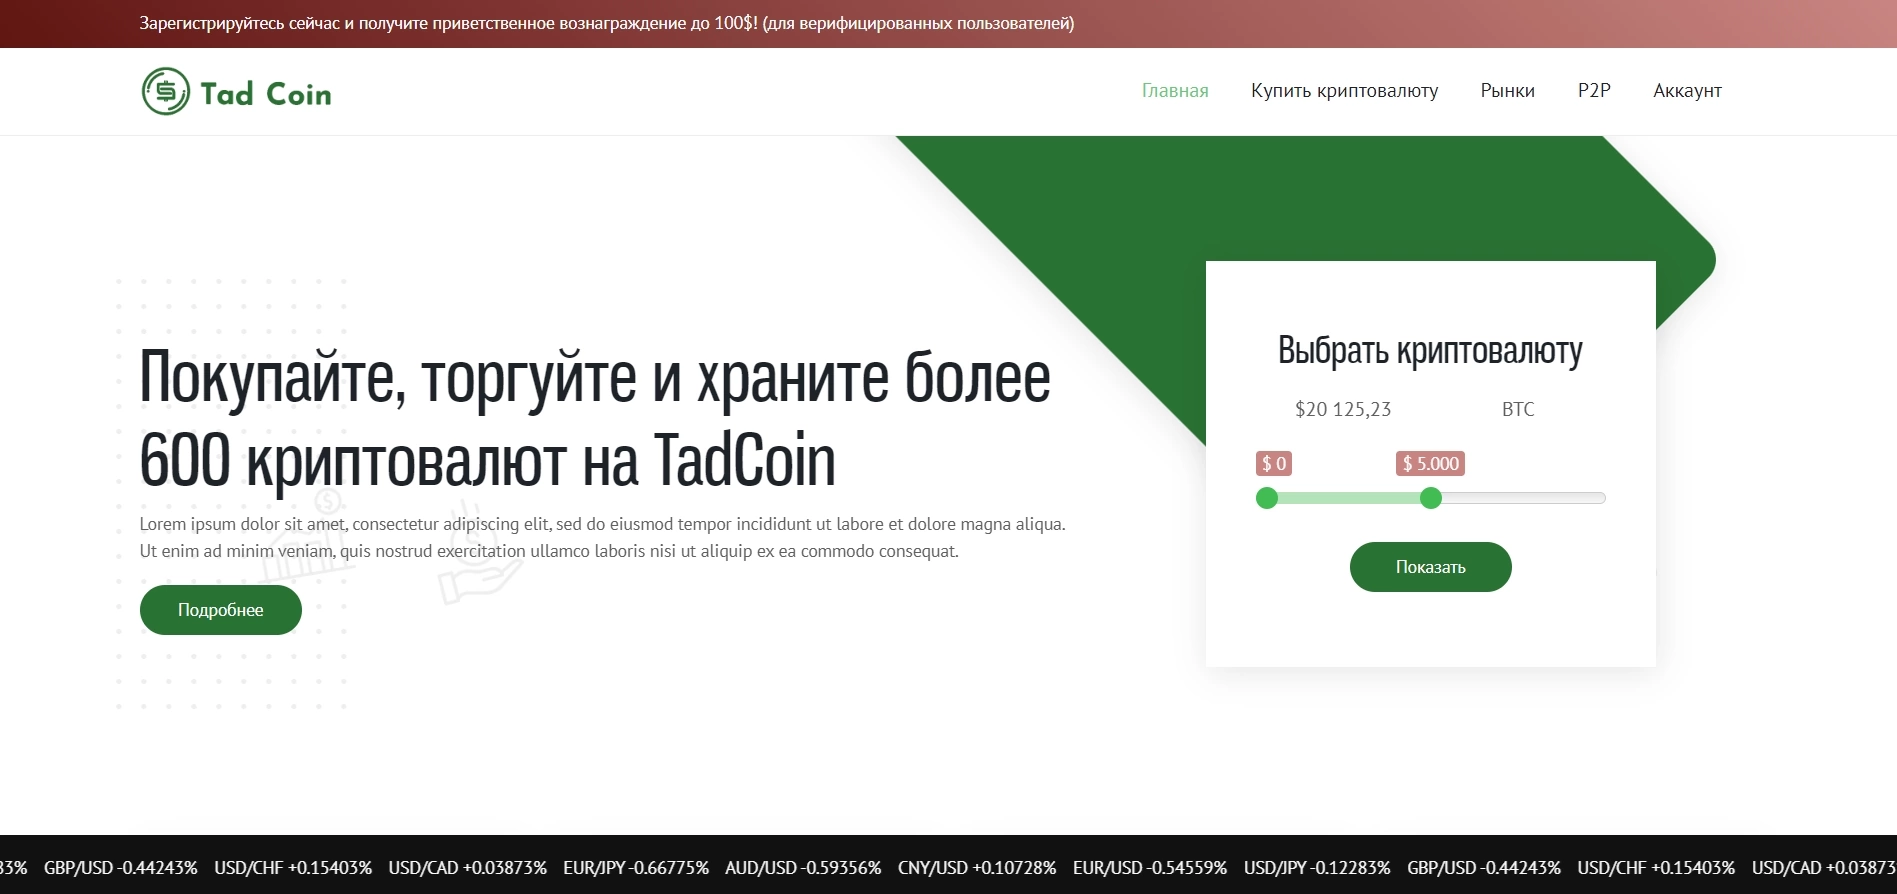 Зарегистрируйтесь сейчас и получите приветственное вознаграждение до 100$! (для верифицированных пользователей)
Tad Coin
Главная
Купить криптовалюту
Рынки
P2P
Аккаунт
Покупайте, торгуйте и храните более
600 криптовалют на TadCoin
Lorem ipsum dolor sit amet, consectetur adipiscing elit, sed do eiusmod tempor incididunt ut labore et dolore magna aliqua.
Ut enim ad minim veniam, quis nostrud exercitation ullamco laboris nisi ut aliquip ex ea commodo consequat.
Подробнее
Выбрать криптовалюту
$20 125,23 BTC
$ 0 $ 5.000
Показать
83% GBP/USD -0.44243% USD/CHF +0.15403% USD/CAD +0.03873% EUR/JPY -0.66775% AUD/USD -0.59356% CNY/USD +0.10728% EUR/USD -0.54559% USD/JPY -0.12283% GBP/USD -0.44243% USD/CHF +0.15403% USD/CAD +0.03873